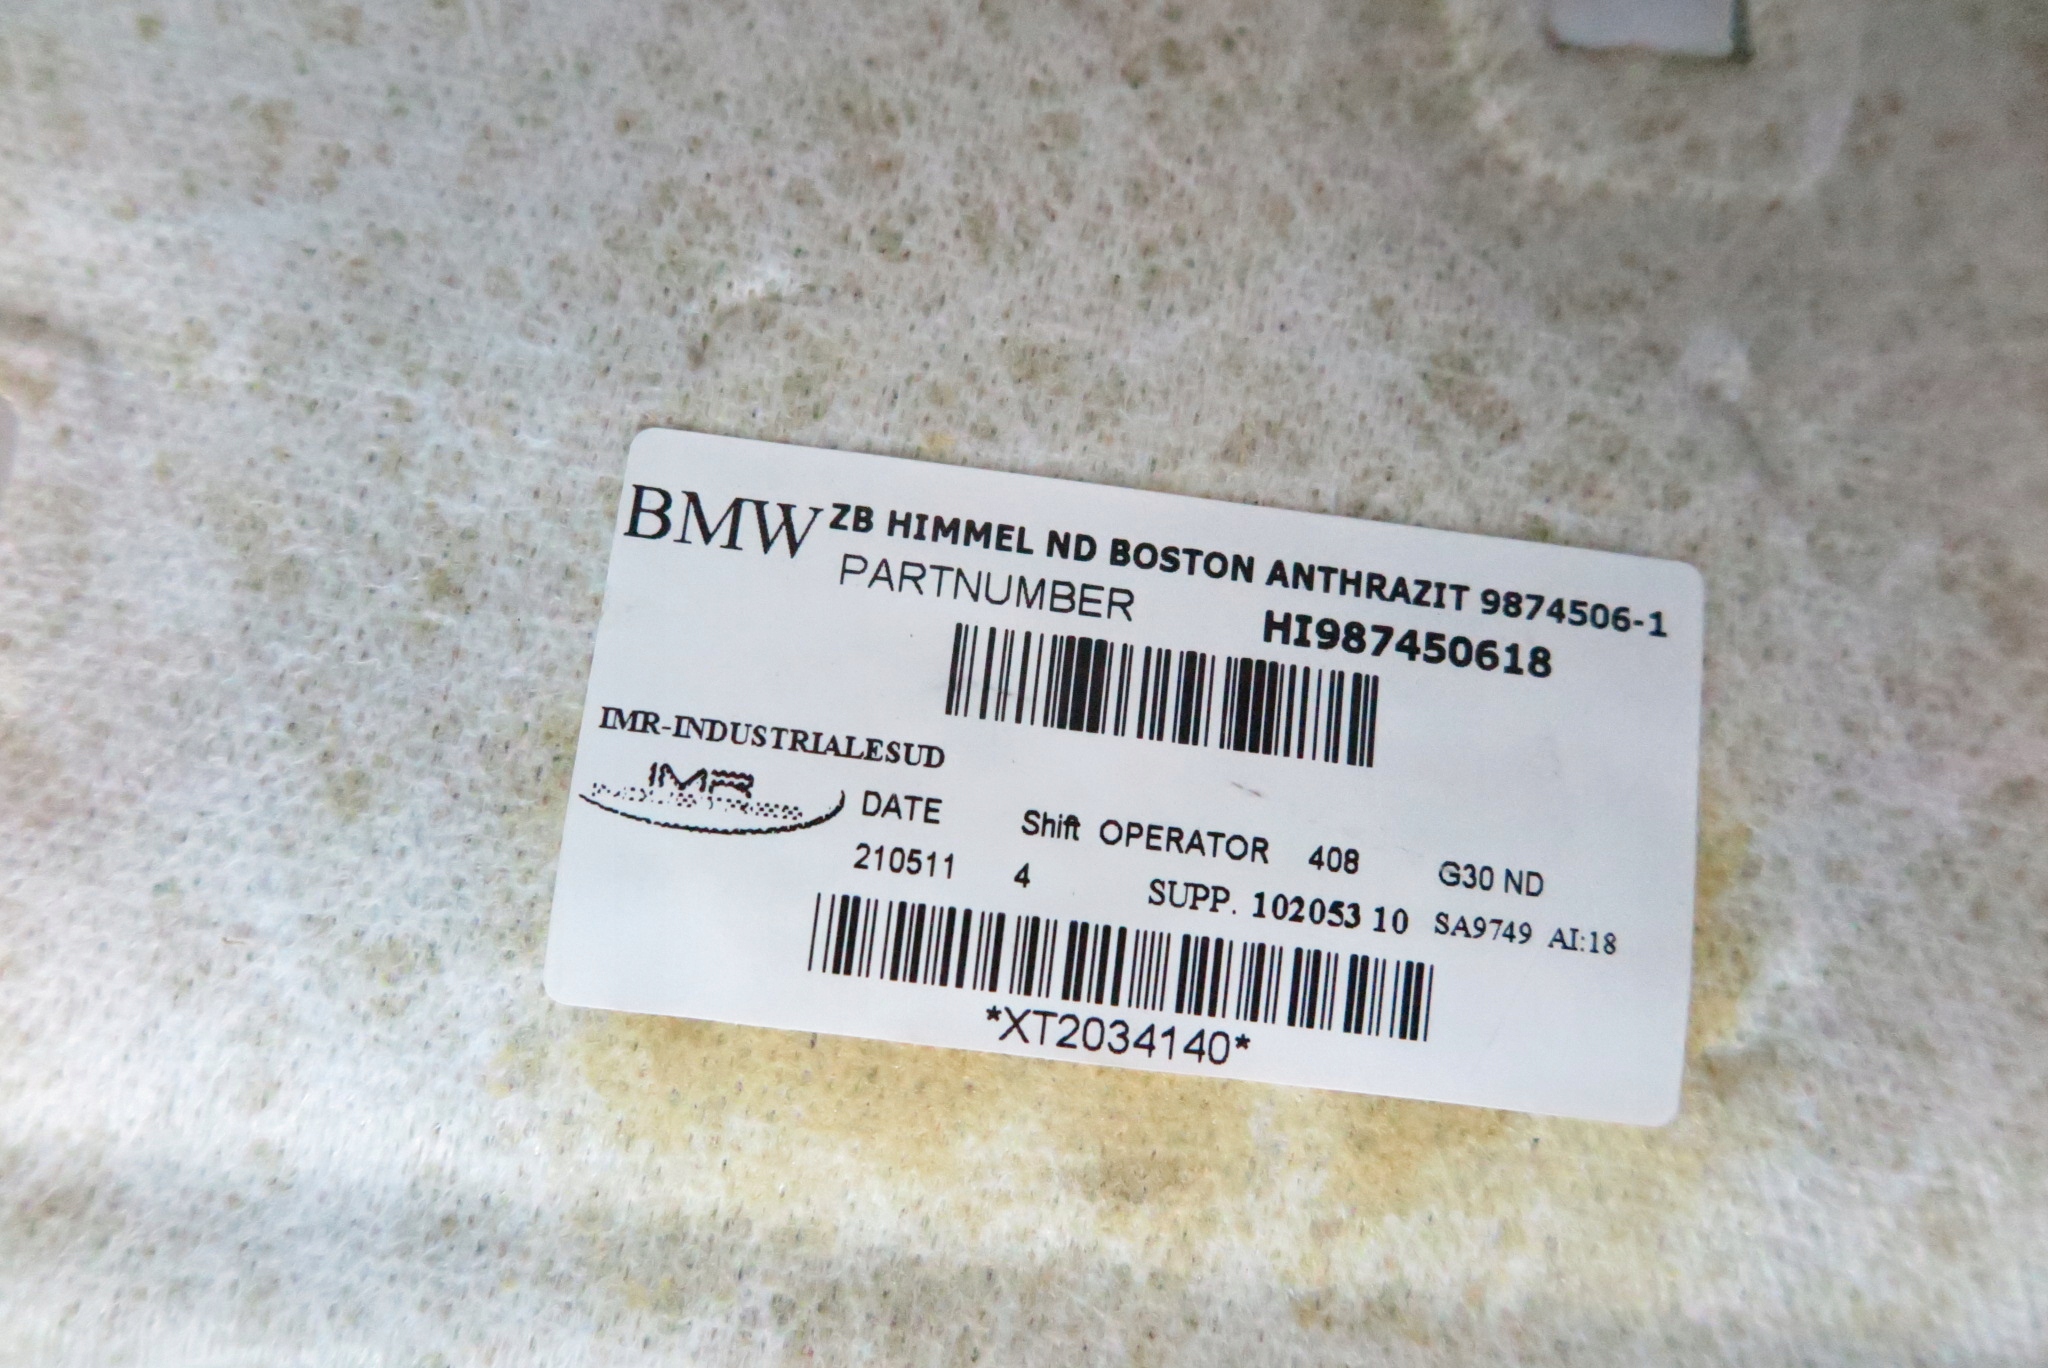 BMW ZB HIMMEL ND BOSTON ANTHRAZIT 9874506-1
PARTNUMBER HI987450618
IMR-INDUSTRIALESUD
IMR
DATE Shift OPERATOR 408 G30 ND
210511 4 SUPP. 102053 10 SA9749 AI:18
*XT2034140*